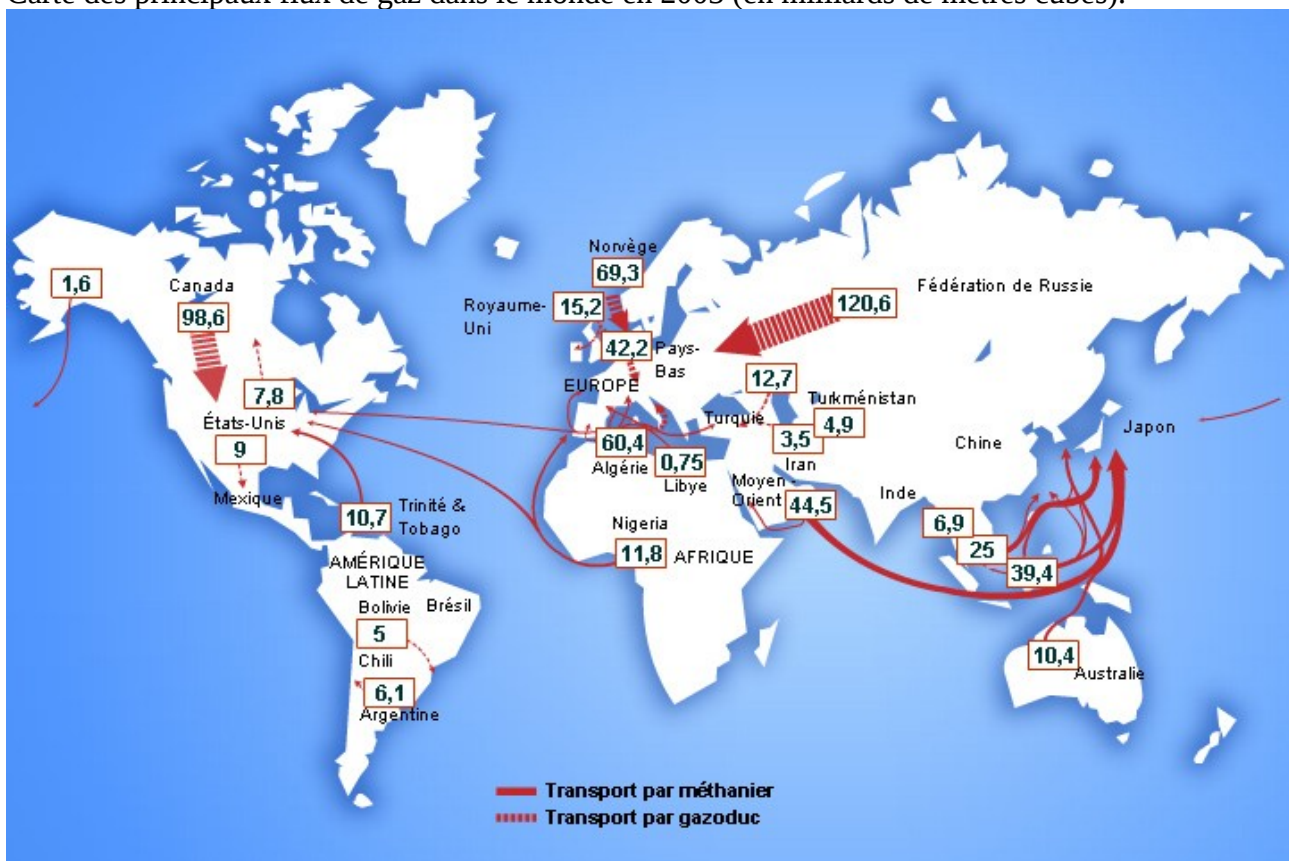 Carte des principaux flux de gaz dans le monde en 2003 (en milliards de mètres cubes).
Norvège
69,3
1,6
Canada
98,6
Royaume-
Uni
15,2
120,6
Fédération de Russie
42,2
Pays-
Bas
EUROPE
12,7
7,8
États-Unis
Turquie
Turkménistan
4,9
Japon
9
60,4
3,5
Chine
Algérie
0,75
Iran
Libye
Mexique
Moyen-
Orient
44,5
Inde
10,7
Trinité &
Tobago
Nigeria
11,8
AFRIQUE
6,9
25
39,4
AMÉRIQUE
LATINE
Bolivie
Brésil
5
Chili
6,1
Argentine
10,4
Australie
Transport par méthanier
Transport par gazoduc